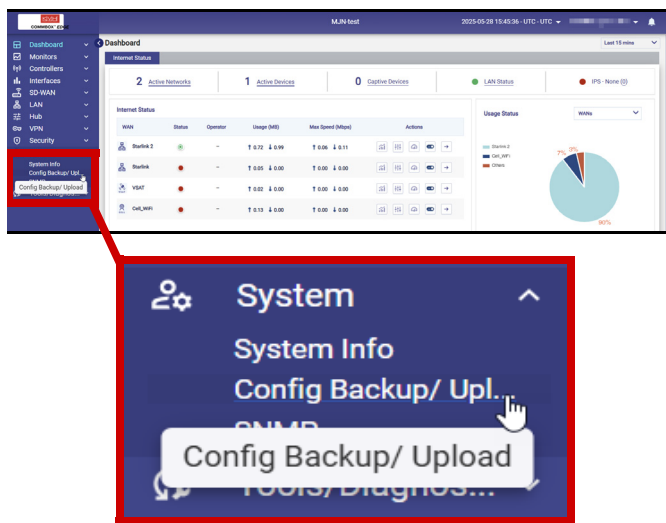 COMMBOX EDGE
MJN-test
2025-05-28 15:45:36 - UTC - UTC
Dashboard
Monitors
Controllers
Interfaces
SD-WAN
LAN
Hub
VPN
Security
System Info
Config Backup/ Upl...
Config Backup/ Upload
Dashboard
Last 15 mins
Internet Status
2 Active Networks
1 Active Devices
0 Captive Devices
LAN Status
IPS - None (0)
Internet Status
WAN Status Operator Usage (MB) Max Speed (Mbps) Actions
Starlink 2 - ↑ 0.72 ↓ 0.99 ↑ 0.06 ↓ 0.11
Starlink - ↑ 0.05 ↓ 0.00 ↑ 0.00 ↓ 0.00
VSAT - ↑ 0.02 ↓ 0.00 ↑ 0.00 ↓ 0.00
Cell_WiFi - ↑ 0.13 ↓ 0.00 ↑ 0.00 ↓ 0.00
Usage Status
WANs
Starlink 2
Cell_WiFi
Others
7%
3%
90%
System
System Info
Config Backup/ Upl...
SNMP
Config Backup/ Upload
Tools/Diagnos...